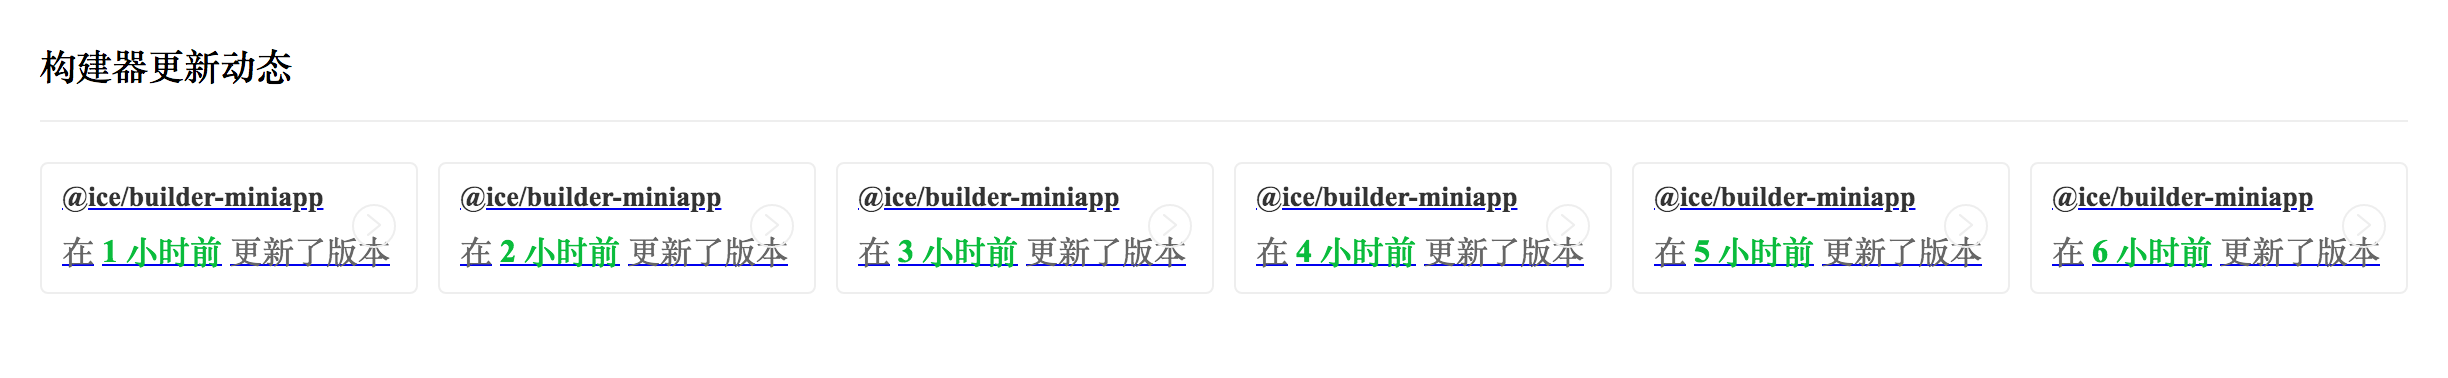 构建器更新动态
@ice/builder-miniapp
在 1 小时前 更新了版本
@ice/builder-miniapp
在 2 小时前 更新了版本
@ice/builder-miniapp
在 3 小时前 更新了版本
@ice/builder-miniapp
在 4 小时前 更新了版本
@ice/builder-miniapp
在 5 小时前 更新了版本
@ice/builder-miniapp
在 6 小时前 更新了版本